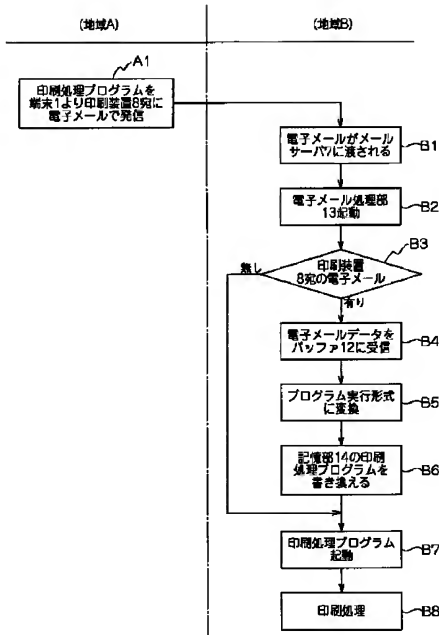 (地域A)
(地域B)
A1
印刷処理プログラムを
端末1より印刷装置8宛に
電子メールで発信
電子メールがメール
サーバ7に渡される
B1
電子メール処理部
13起動
B2
B3
印刷装置
8宛の電子メール
無し
有り
電子メールデータを
バッファ12に受信
B4
プログラム実行形式
に変換
B5
記憶部14の印刷
処理プログラムを
書き換える
B6
印刷処理プログラム
起動
B7
印刷処理
B8